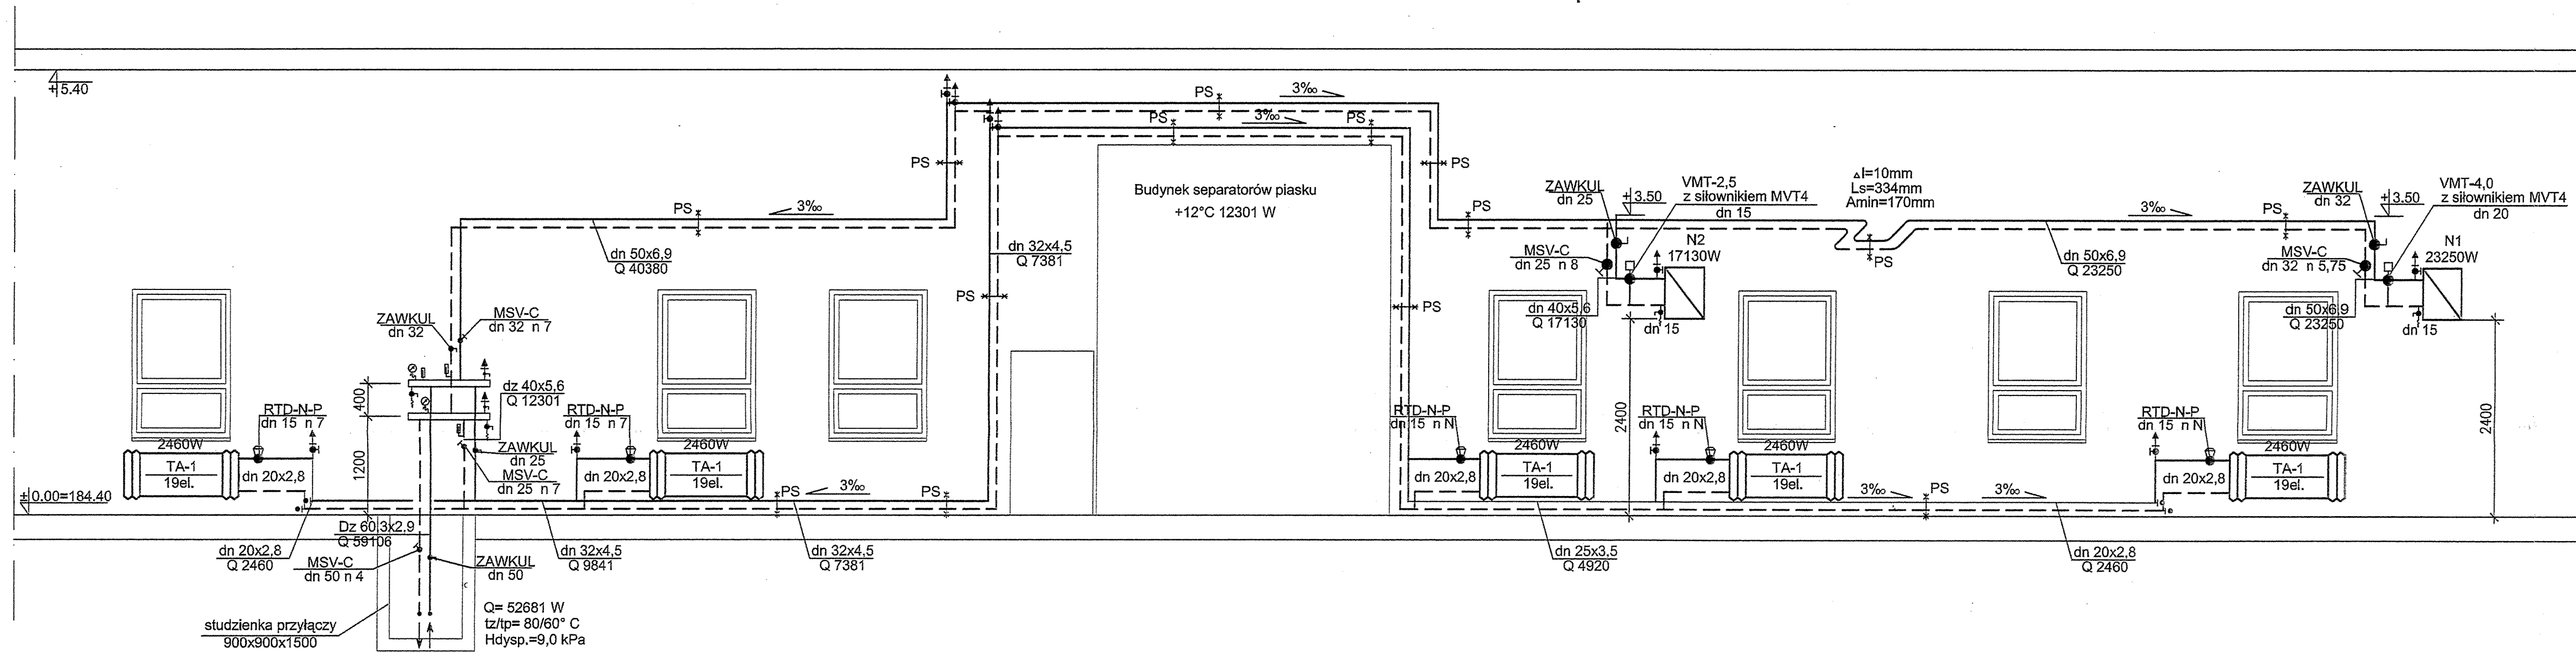 +5.40
PS
3‰
PS
3‰
PS
PS
PS
Budynek separatorów piasku
+12°C 12301 W
PS
3‰
dn 50x6,9
Q 40380
dn 32x4,5
Q 7381
PS
PS
PS
ZAWKUL
dn 25
+3.50
VMT-2,5
z siłownikiem MVT4
dn 15
MSV-C
dn 25 n 8
N2
17130W
dn 40x5,6
Q 17130
dn 15
△l=10mm
Ls=334mm
Amin=170mm
PS
dn 50x6,9
Q 23250
3‰
PS
ZAWKUL
dn 32
+3.50
VMT-4,0
z siłownikiem MVT4
dn 20
MSV-C
dn 32 n 5,75
N1
23250W
dn 50x6,9
Q 23250
dn 15
ZAWKUL
dn 32
MSV-C
dn 32 n 7
400
1200
dz 40x5,6
Q 12301
ZAWKUL
dn 25
MSV-C
dn 25 n 7
RTD-N-P
dn 15 n 7
2460W
TA-1
19el.
dn 20x2,8
RTD-N-P
dn 15 n 7
2460W
dn 20x2,8
TA-1
19el.
RTD-N-P
dn 15 n N
2460W
dn 20x2,8
TA-1
19el.
2400
RTD-N-P
dn 15 n N
2460W
dn 20x2,8
TA-1
19el.
RTD-N-P
dn 15 n N
2460W
dn 20x2,8
TA-1
19el.
2400
±0.00=184.40
PS
3‰
PS
3‰
PS
3‰
Dz 60,3x2,9
Q 59106
dn 20x2,8
Q 2460
MSV-C
dn 50 n 4
ZAWKUL
dn 50
dn 32x4,5
Q 9841
dn 32x4,5
Q 7381
dn 25x3,5
Q 4920
dn 20x2,8
Q 2460
studzienka przyłączy
900x900x1500
Q= 52681 W
tz/tp= 80/60° C
Hdysp.=9,0 kPa